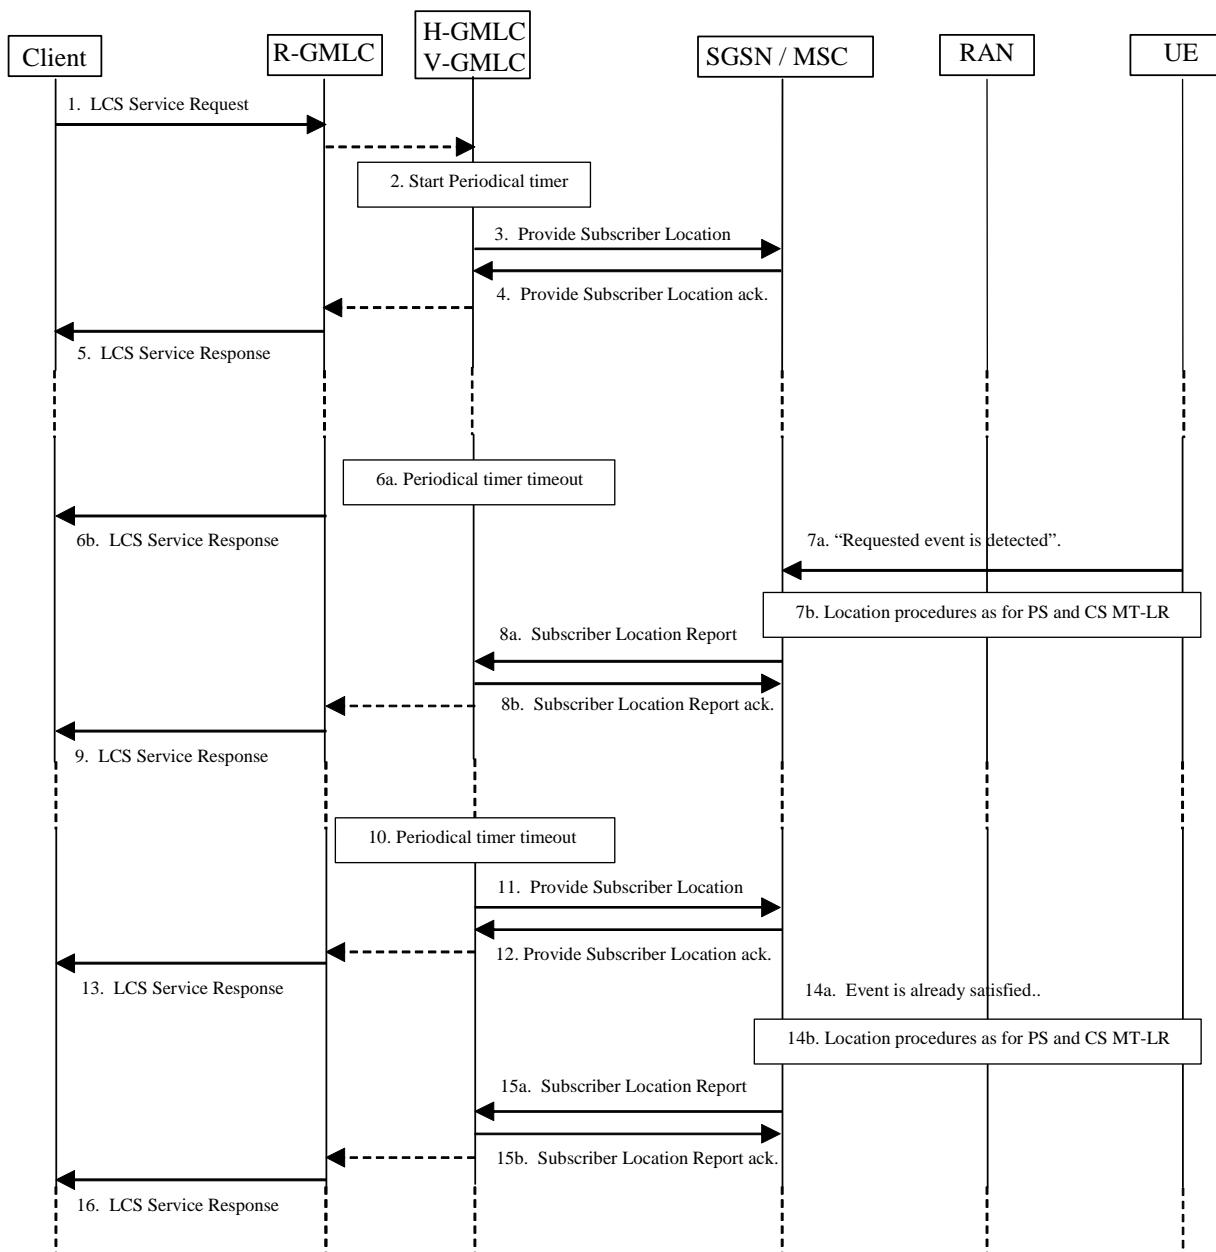 Client
R-GMLC
H-GMLC
V-GMLC
SGSN / MSC
RAN
UE
1. LCS Service Request
2. Start Periodical timer
3. Provide Subscriber Location
4. Provide Subscriber Location ack.
5. LCS Service Response
6a. Periodical timer timeout
6b. LCS Service Response
7a. “Requested event is detected”.
7b. Location procedures as for PS and CS MT-LR
8a. Subscriber Location Report
8b. Subscriber Location Report ack.
9. LCS Service Response
10. Periodical timer timeout
11. Provide Subscriber Location
12. Provide Subscriber Location ack.
13. LCS Service Response
14a. Event is already satisfied..
14b. Location procedures as for PS and CS MT-LR
15a. Subscriber Location Report
15b. Subscriber Location Report ack.
16. LCS Service Response